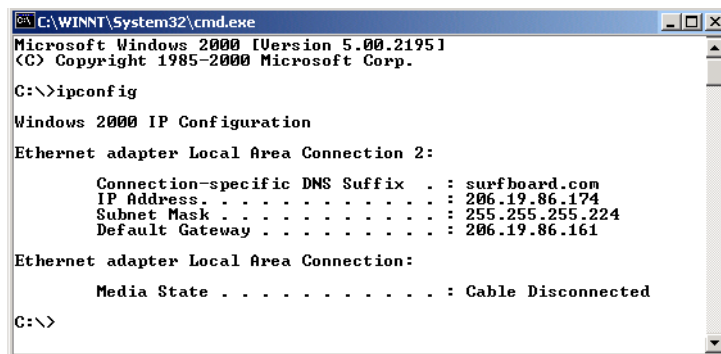 C:\WINNT\System32\cmd.exe
Microsoft Windows 2000 [Version 5.00.2195]
(C) Copyright 1985-2000 Microsoft Corp.
C:\>ipconfig
Windows 2000 IP Configuration
Ethernet adapter Local Area Connection 2:
Connection-specific DNS Suffix . : surfboard.com
IP Address. . . . . . . . . . . . : 206.19.86.174
Subnet Mask . . . . . . . . . . . : 255.255.255.224
Default Gateway . . . . . . . . . : 206.19.86.161
Ethernet adapter Local Area Connection:
Media State . . . . . . . . . . . : Cable Disconnected
C:\>